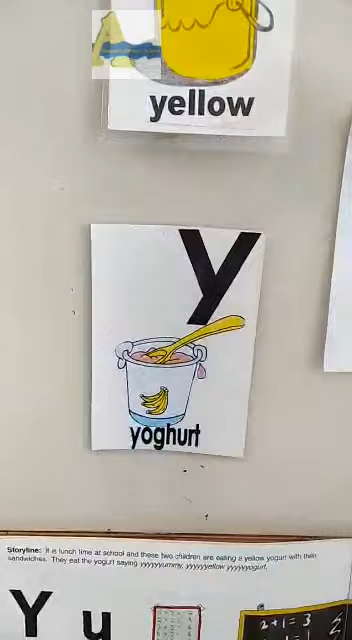 yellow
y
yoghurt
Storyline: It is lunch time at school and these two children are eating a yellow yogurt with their
sandwiches. They eat the yogurt saying yyyyyyummy, yyyyyyellow yyyyyyogurt.
Y u
2+1=3